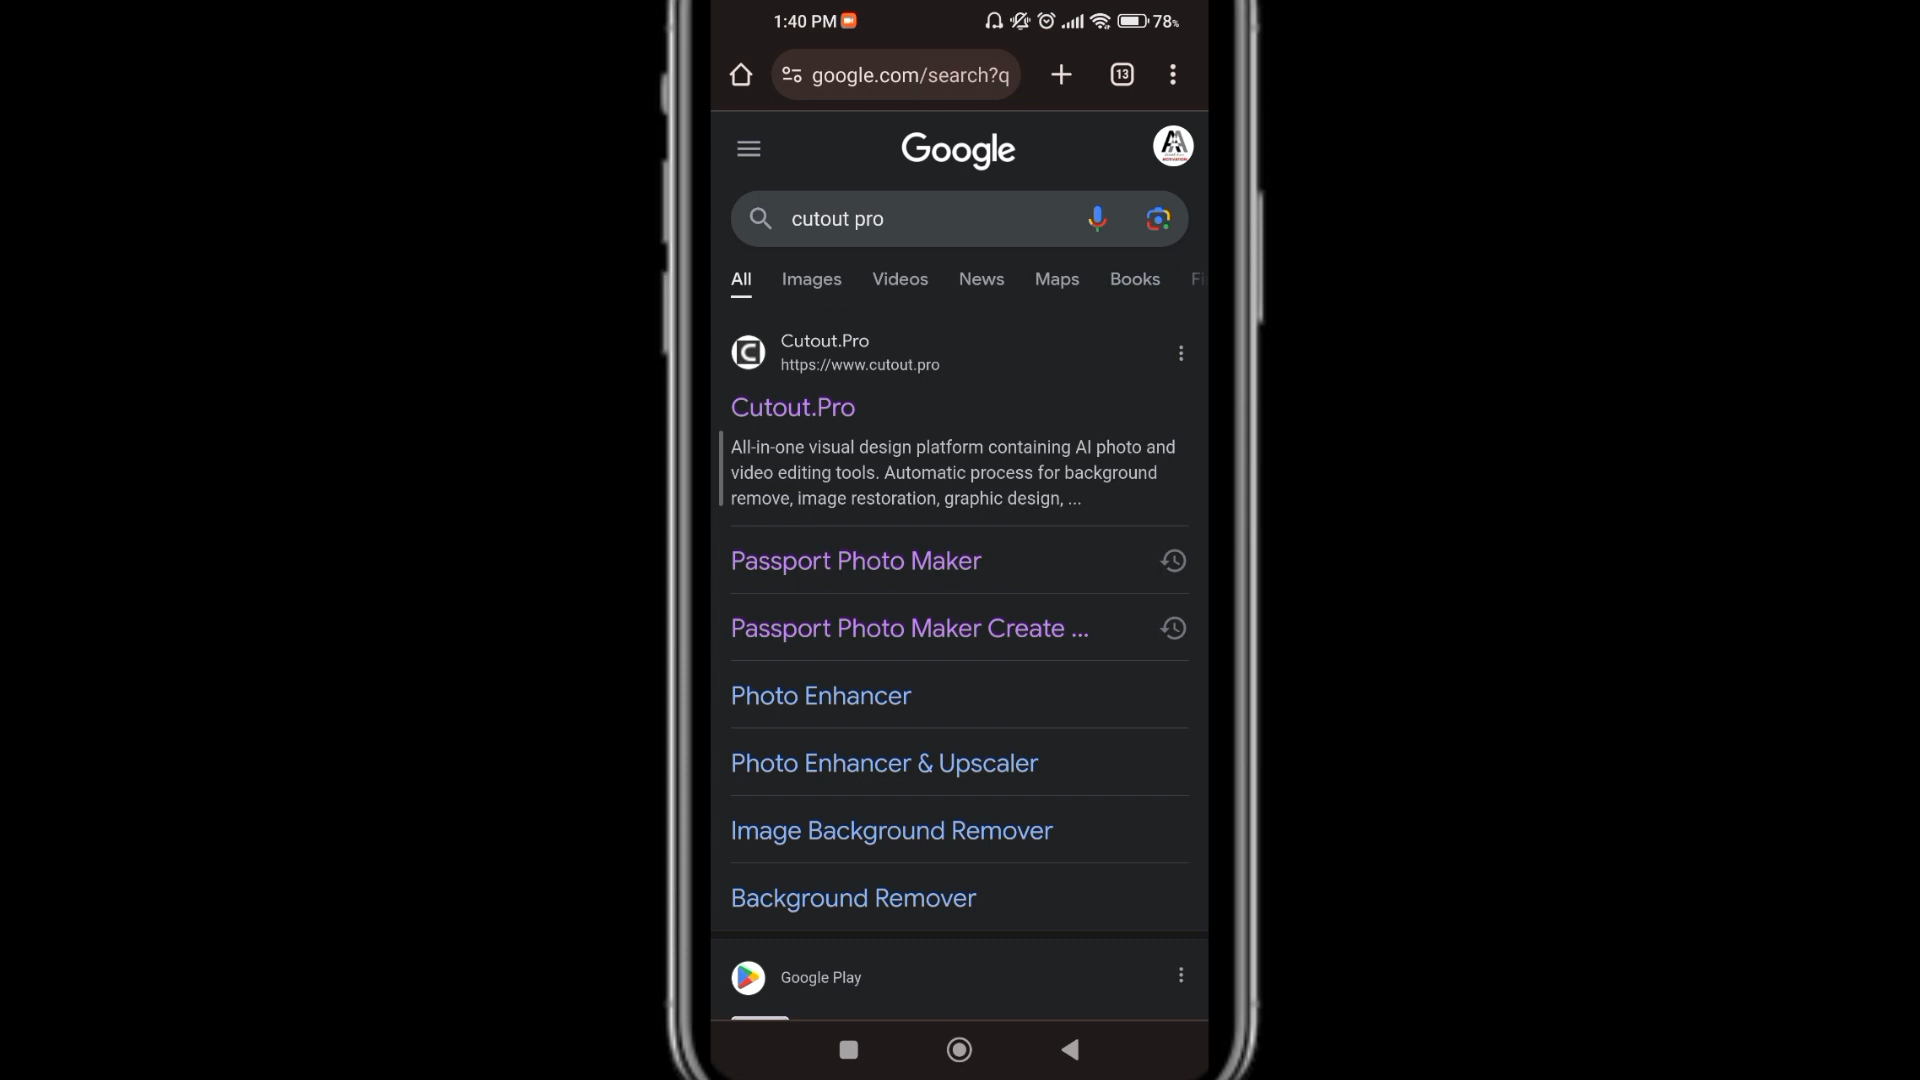 1:40 PM 78%
google.com/search?q 13
Google
cutout pro
All Images Videos News Maps Books
Cutout.Pro
https://www.cutout.pro
Cutout.Pro
All-in-one visual design platform containing AI photo and
video editing tools. Automatic process for background
remove, image restoration, graphic design, ...
Passport Photo Maker
Passport Photo Maker Create ...
Photo Enhancer
Photo Enhancer & Upscaler
Image Background Remover
Background Remover
Google Play